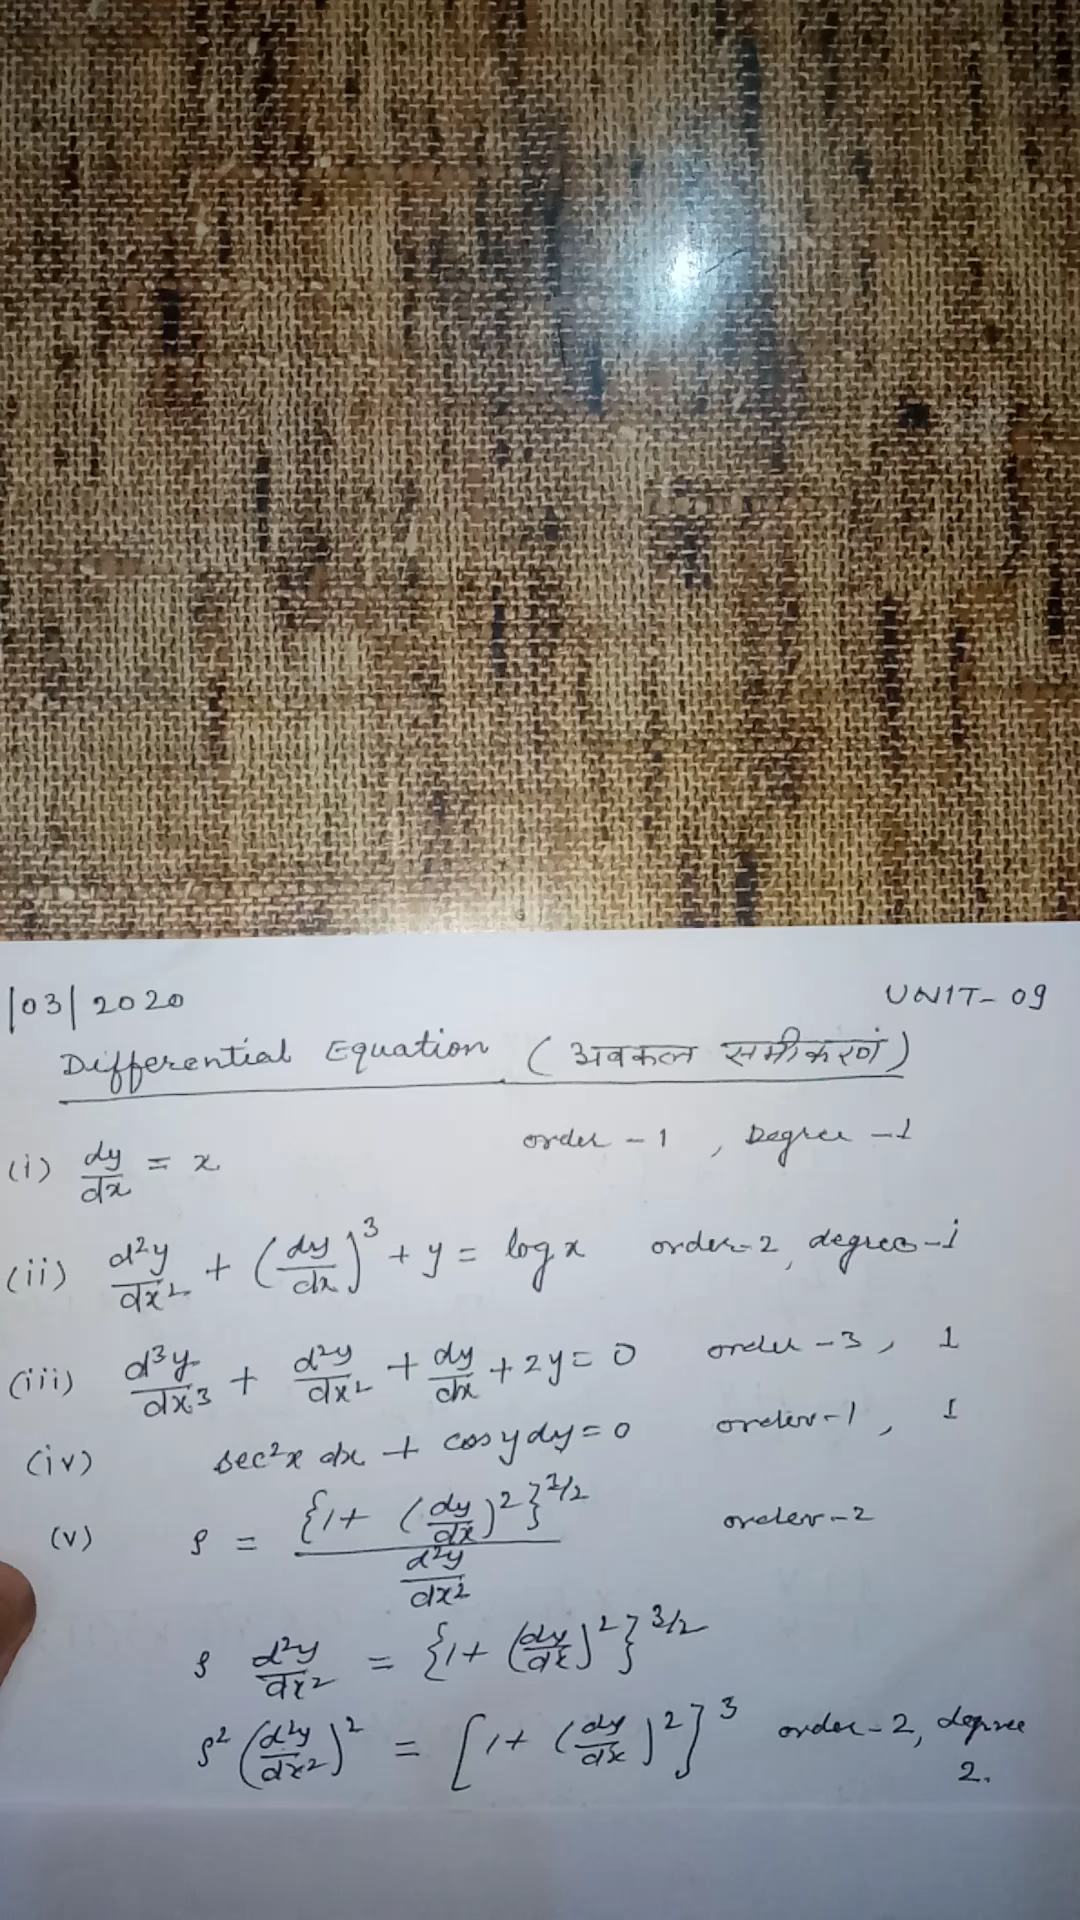 /03/2020 UNIT-09
Differential Equation (अवकल समीकरणं)
(i) dy/dx = x order - 1, Degree - 1
(ii) d²y/dx² + (dy/dx)³ + y = log x order-2, degree-1
(iii) d³y/dx³ + d²y/dx² + dy/dx + 2y = 0 order-3, 1
(iv) sec²x dx + cosy dy = 0 order-1, 1
(v) ρ = {1+ (dy/dx)²}^3/2 / d²y/dx² order-2
ρ d²y/dx² = {1+ (dy/dx)²}^3/2
ρ² (d²y/dx²)² = [1+ (dy/dx)²]³ order-2, degree
2.